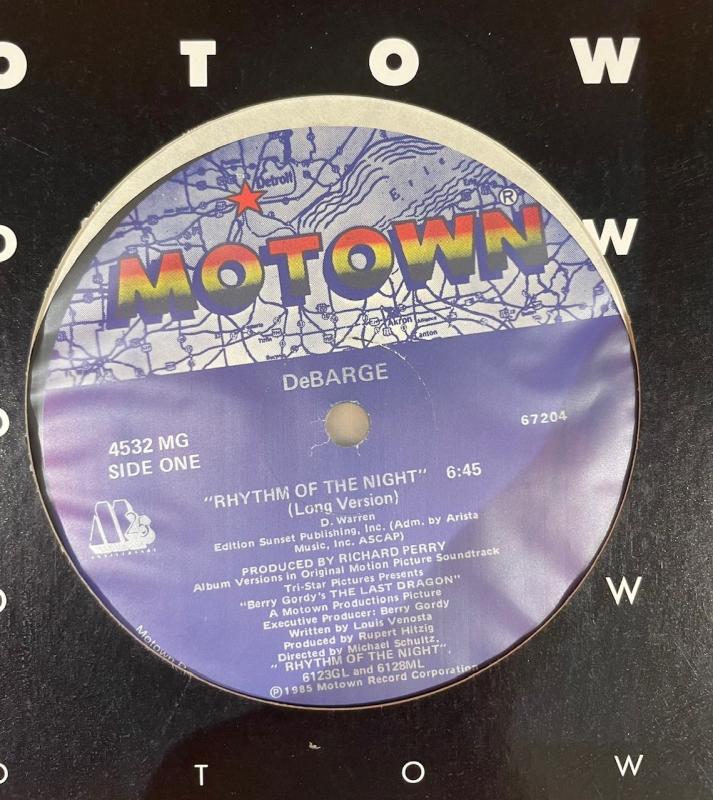 O T O W
Detroit
Erie
®
MOTOWN
Akron
Canton
O W
DeBARGE
67204
4532 MG
SIDE ONE
"RHYTHM OF THE NIGHT" 6:45
(Long Version)
D. Warren
Edition Sunset Publishing, Inc. (Adm. by Arista
Music, Inc. ASCAP)
M 25
PRODUCED BY RICHARD PERRY
Album Versions in Original Motion Picture Soundtrack
Tri-Star Pictures Presents
"Berry Gordy's THE LAST DRAGON"
A Motown Productions Picture
Executive Producer: Berry Gordy
Written by Louis Venosta
Produced by Rupert Hitzig
Directed by Michael Schultz.
"RHYTHM OF THE NIGHT".
6123GL and 6128ML
℗1985 Motown Record Corporation
Motown
O W
O T O W